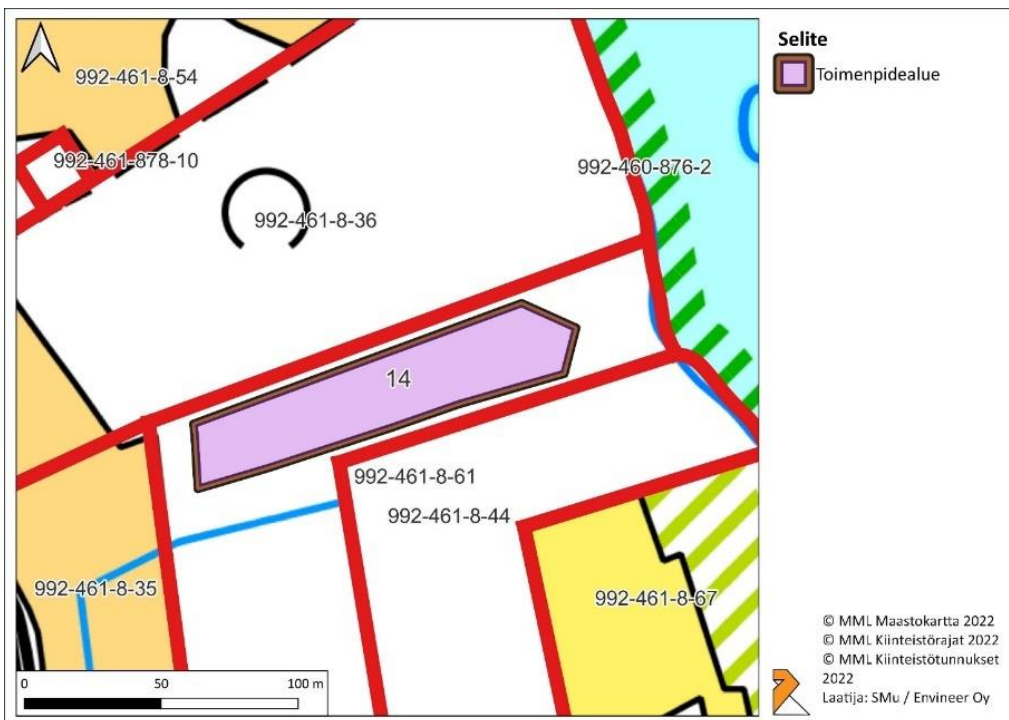 Selite
Toimenpidealue
992-461-8-54
992-461-878-10
992-460-876-2
992-461-8-36
14
992-461-8-61
992-461-8-44
992-461-8-35
992-461-8-67
0 50 100 m
© MML Maastokartta 2022
© MML Kiinteistörajat 2022
© MML Kiinteistötunnukset
2022
Laatija: SMu / Envineer Oy